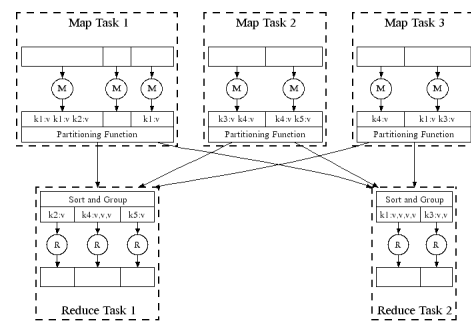 Map Task 1
Map Task 2
Map Task 3
M M M
M M
M M
k1:v k1:v k2:v k1:v
k3:v k4:v k4:v k5:v
k4:v k1:v k3:v
Partitioning Function
Partitioning Function
Partitioning Function
Sort and Group
Sort and Group
k2:v k4:v,v,v k5:v
k1:v,v,v,v k3:v,v
R R R
R R
Reduce Task 1
Reduce Task 2